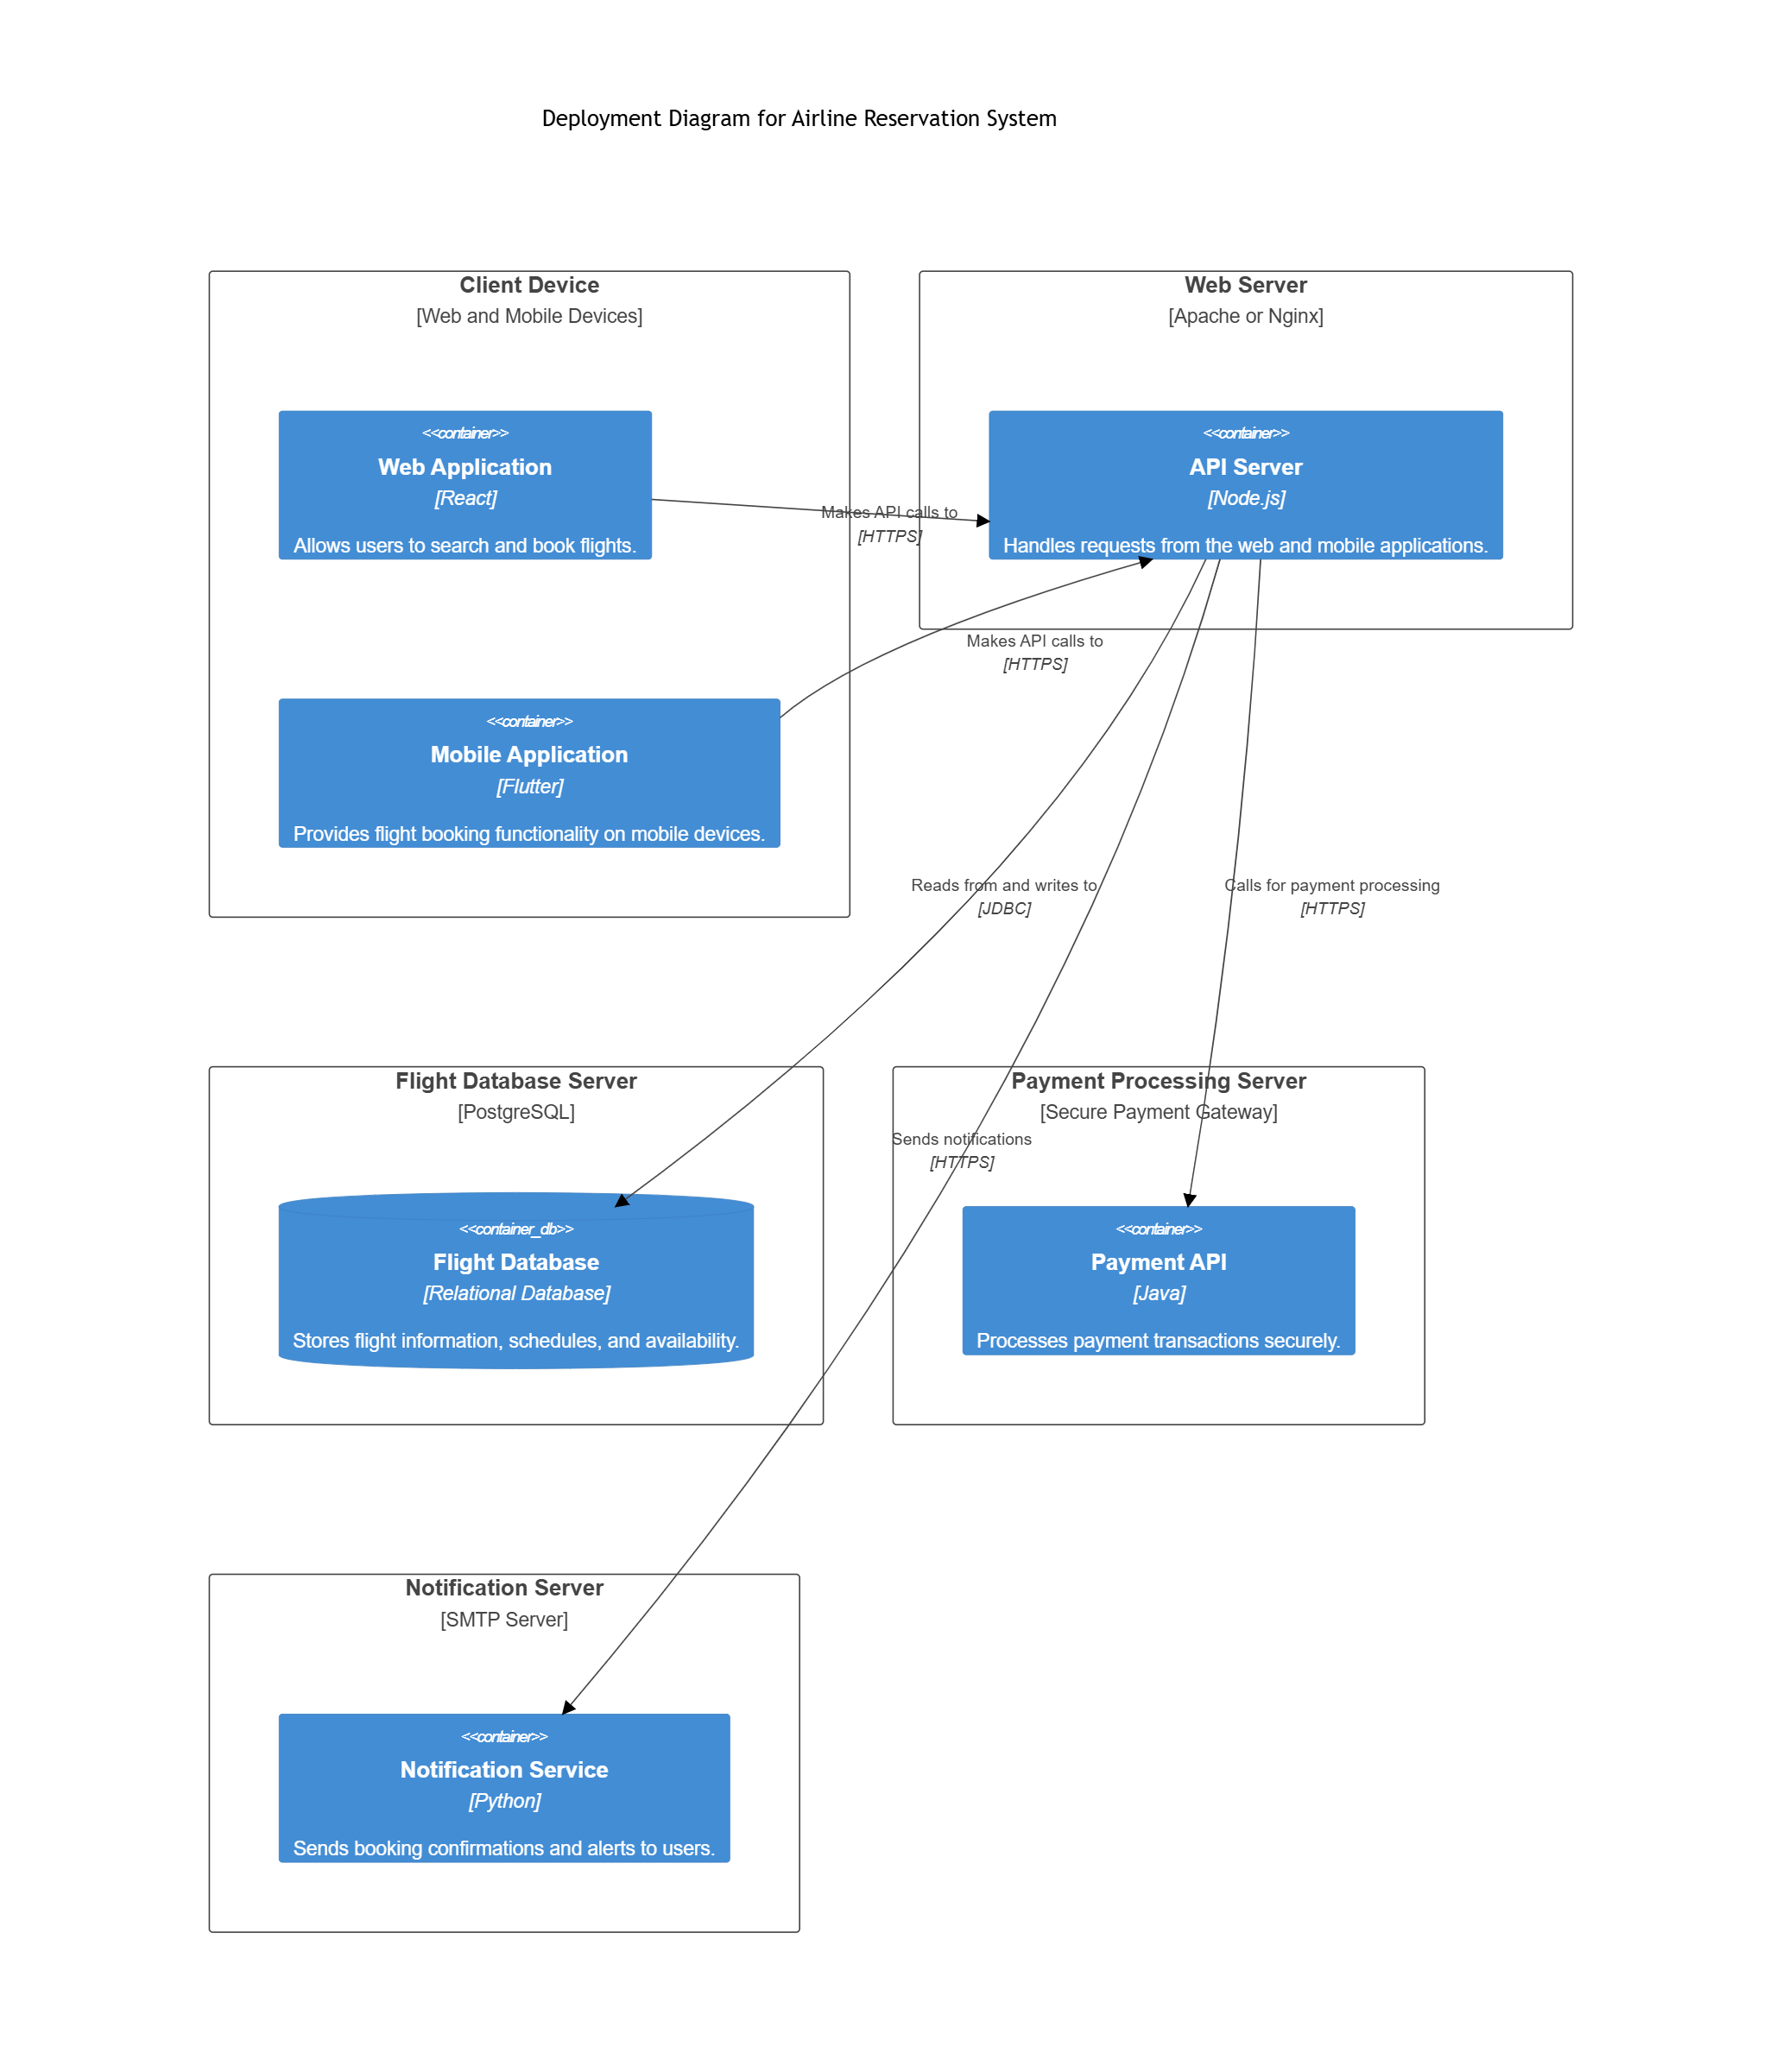 Deployment Diagram for Airline Reservation System
Client Device
[Web and Mobile Devices]
<<container>>
Web Application
[React]
Allows users to search and book flights.
<<container>>
Mobile Application
[Flutter]
Provides flight booking functionality on mobile devices.
Web Server
[Apache or Nginx]
<<container>>
API Server
[Node.js]
Handles requests from the web and mobile applications.
Makes API calls to
[HTTPS]
Makes API calls to
[HTTPS]
Reads from and writes to
[JDBC]
Calls for payment processing
[HTTPS]
Flight Database Server
[PostgreSQL]
<<container_db>>
Flight Database
[Relational Database]
Stores flight information, schedules, and availability.
Payment Processing Server
[Secure Payment Gateway]
Sends notifications
[HTTPS]
<<container>>
Payment API
[Java]
Processes payment transactions securely.
Notification Server
[SMTP Server]
<<container>>
Notification Service
[Python]
Sends booking confirmations and alerts to users.